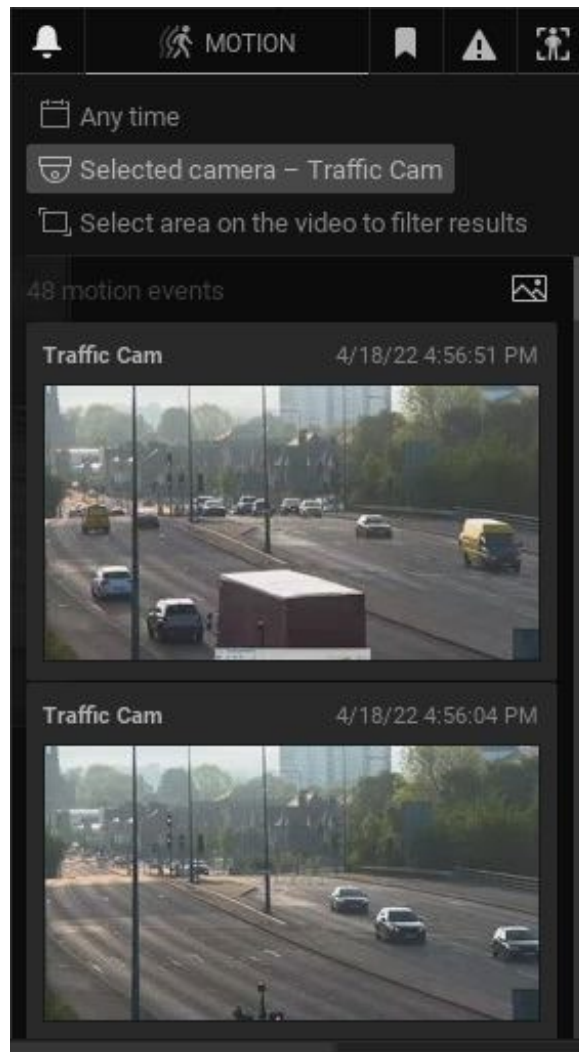 MOTION
Any time
Selected camera – Traffic Cam
Select area on the video to filter results
48 motion events
Traffic Cam 4/18/22 4:56:51 PM
Traffic Cam 4/18/22 4:56:04 PM